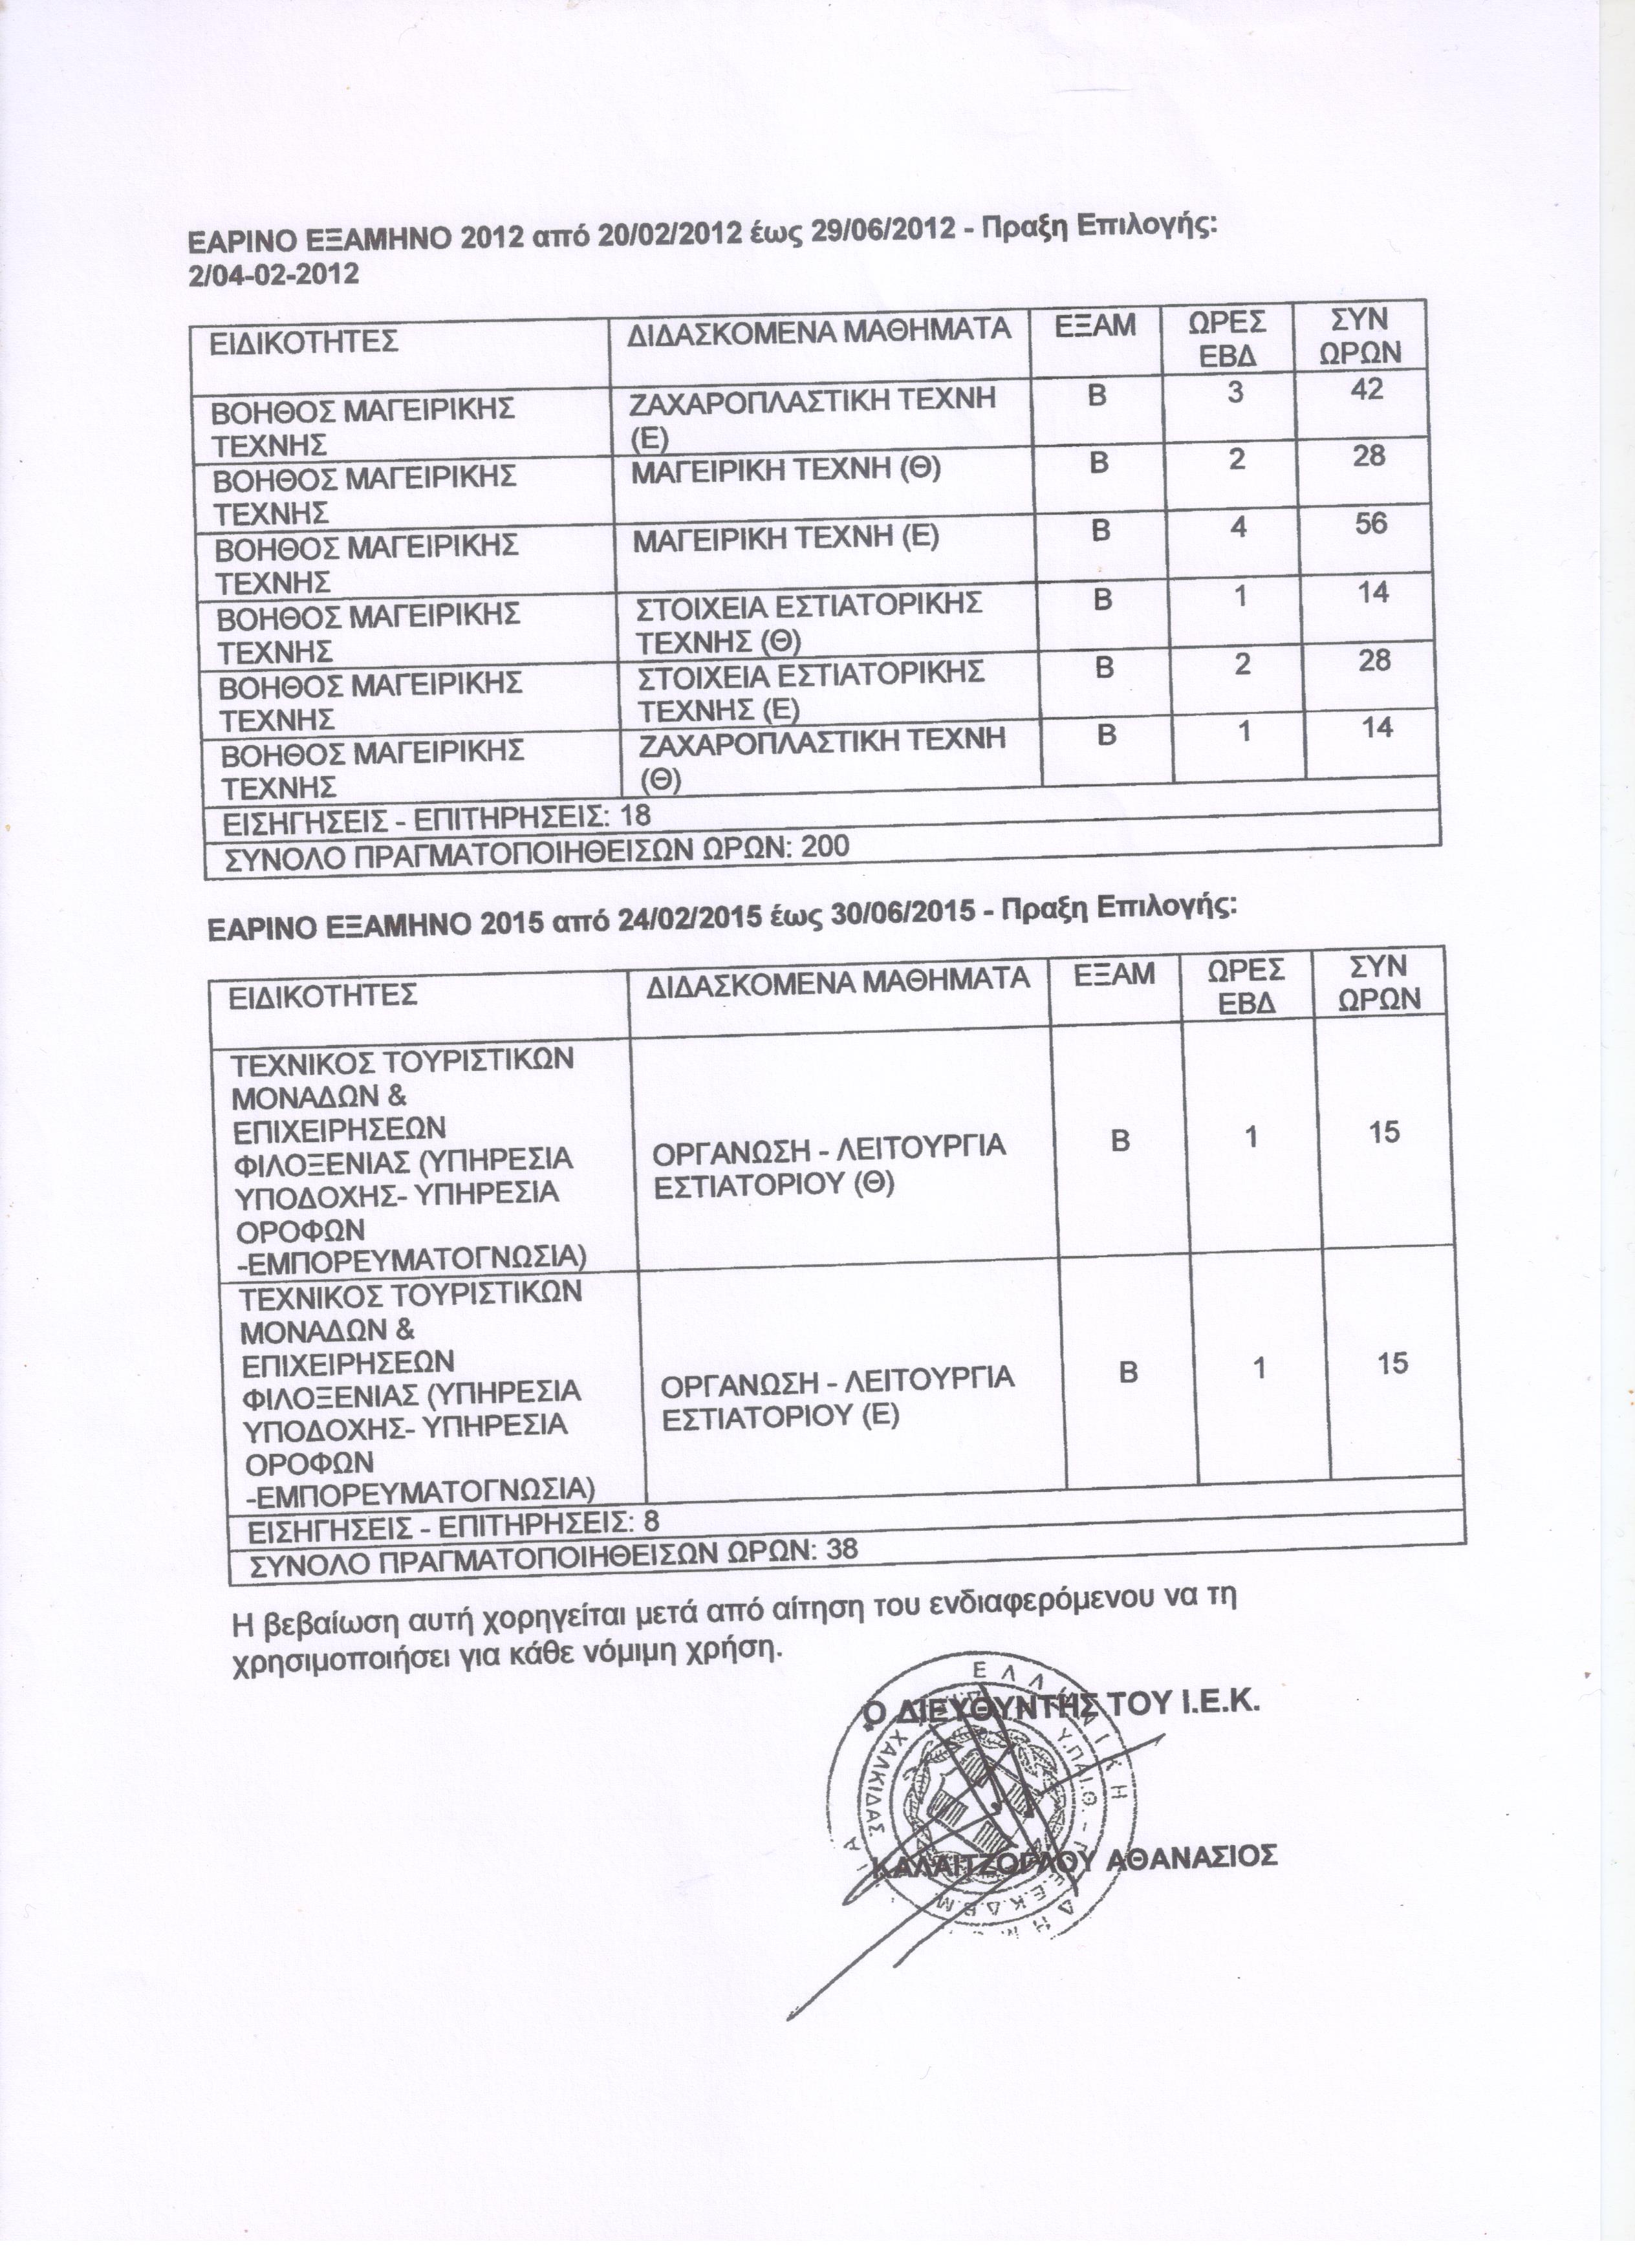 ΕΑΡΙΝΟ ΕΞΑΜΗΝΟ 2012 από 20/02/2012 έως 29/06/2012 - Πραξη Επιλογής:
2/04-02-2012
ΕΙΔΙΚΟΤΗΤΕΣ ΔΙΔΑΣΚΟΜΕΝΑ ΜΑΘΗΜΑΤΑ ΕΞΑΜ ΩΡΕΣ ΣΥΝ
ΕΒΔ ΩΡΩΝ
ΒΟΗΘΟΣ ΜΑΓΕΙΡΙΚΗΣ ΖΑΧΑΡΟΠΛΑΣΤΙΚΗ ΤΕΧΝΗ Β 3 42
ΤΕΧΝΗΣ (Ε)
ΒΟΗΘΟΣ ΜΑΓΕΙΡΙΚΗΣ ΜΑΓΕΙΡΙΚΗ ΤΕΧΝΗ (Θ) Β 2 28
ΤΕΧΝΗΣ
ΒΟΗΘΟΣ ΜΑΓΕΙΡΙΚΗΣ ΜΑΓΕΙΡΙΚΗ ΤΕΧΝΗ (Ε) Β 4 56
ΤΕΧΝΗΣ
ΒΟΗΘΟΣ ΜΑΓΕΙΡΙΚΗΣ ΣΤΟΙΧΕΙΑ ΕΣΤΙΑΤΟΡΙΚΗΣ Β 1 14
ΤΕΧΝΗΣ ΤΕΧΝΗΣ (Θ)
ΒΟΗΘΟΣ ΜΑΓΕΙΡΙΚΗΣ ΣΤΟΙΧΕΙΑ ΕΣΤΙΑΤΟΡΙΚΗΣ Β 2 28
ΤΕΧΝΗΣ ΤΕΧΝΗΣ (Ε)
ΒΟΗΘΟΣ ΜΑΓΕΙΡΙΚΗΣ ΖΑΧΑΡΟΠΛΑΣΤΙΚΗ ΤΕΧΝΗ Β 1 14
ΤΕΧΝΗΣ (Θ)
ΕΙΣΗΓΗΣΕΙΣ - ΕΠΙΤΗΡΗΣΕΙΣ: 18
ΣΥΝΟΛΟ ΠΡΑΓΜΑΤΟΠΟΙΗΘΕΙΣΩΝ ΩΡΩΝ: 200
ΕΑΡΙΝΟ ΕΞΑΜΗΝΟ 2015 από 24/02/2015 έως 30/06/2015 - Πραξη Επιλογής:
ΕΙΔΙΚΟΤΗΤΕΣ ΔΙΔΑΣΚΟΜΕΝΑ ΜΑΘΗΜΑΤΑ ΕΞΑΜ ΩΡΕΣ ΣΥΝ
ΕΒΔ ΩΡΩΝ
ΤΕΧΝΙΚΟΣ ΤΟΥΡΙΣΤΙΚΩΝ
ΜΟΝΑΔΩΝ &
ΕΠΙΧΕΙΡΗΣΕΩΝ
ΦΙΛΟΞΕΝΙΑΣ (ΥΠΗΡΕΣΙΑ ΟΡΓΑΝΩΣΗ - ΛΕΙΤΟΥΡΓΙΑ Β 1 15
ΥΠΟΔΟΧΗΣ- ΥΠΗΡΕΣΙΑ ΕΣΤΙΑΤΟΡΙΟΥ (Θ)
ΟΡΟΦΩΝ
-ΕΜΠΟΡΕΥΜΑΤΟΓΝΩΣΙΑ)
ΤΕΧΝΙΚΟΣ ΤΟΥΡΙΣΤΙΚΩΝ
ΜΟΝΑΔΩΝ &
ΕΠΙΧΕΙΡΗΣΕΩΝ
ΦΙΛΟΞΕΝΙΑΣ (ΥΠΗΡΕΣΙΑ ΟΡΓΑΝΩΣΗ - ΛΕΙΤΟΥΡΓΙΑ Β 1 15
ΥΠΟΔΟΧΗΣ- ΥΠΗΡΕΣΙΑ ΕΣΤΙΑΤΟΡΙΟΥ (Ε)
ΟΡΟΦΩΝ
-ΕΜΠΟΡΕΥΜΑΤΟΓΝΩΣΙΑ)
ΕΙΣΗΓΗΣΕΙΣ - ΕΠΙΤΗΡΗΣΕΙΣ: 8
ΣΥΝΟΛΟ ΠΡΑΓΜΑΤΟΠΟΙΗΘΕΙΣΩΝ ΩΡΩΝ: 38
Η βεβαίωση αυτή χορηγείται μετά από αίτηση του ενδιαφερόμενου να τη
χρησιμοποιήσει για κάθε νόμιμη χρήση.
Ο ΔΙΕΥΘΥΝΤΗΣ ΤΟΥ Ι.Ε.Κ.
ΧΑΛΚΙΔΑΣ
ΚΑΛΑΙΤΖΟΓΛΟΥ ΑΘΑΝΑΣΙΟΣ